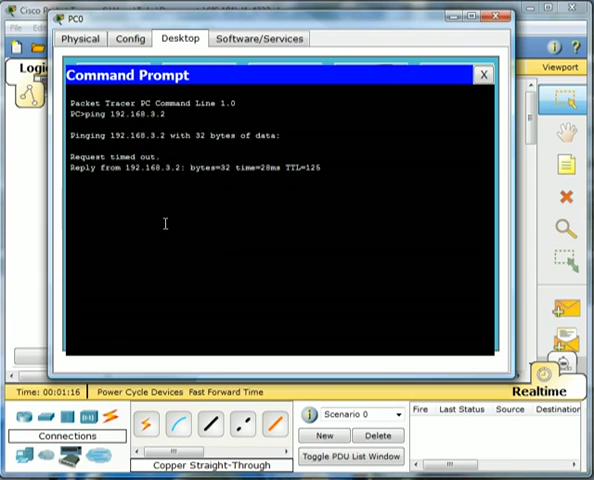 Cisco
PC0
Physical
Config
Desktop
Software/Services
Logi
Viewport
Command Prompt
X
Packet Tracer PC Command Line 1.0
PC>ping 192.168.3.2
Pinging 192.168.3.2 with 32 bytes of data:
Request timed out.
Reply from 192.168.3.2: bytes=32 time=28ms TTL=125
Time: 00:01:16
Power Cycle Devices Fast Forward Time
Realtime
Connections
Copper Straight-Through
Scenario 0
New
Delete
Toggle PDU List Window
Fire
Last Status
Source
Destination